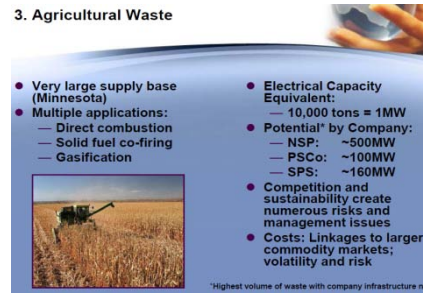 3. Agricultural Waste
● Very large supply base
(Minnesota)
● Multiple applications:
— Direct combustion
— Solid fuel co-firing
— Gasification
● Electrical Capacity
Equivalent:
— 10,000 tons = 1MW
● Potential* by Company:
— NSP: ~500MW
— PSCo: ~100MW
— SPS: ~160MW
● Competition and
sustainability create
numerous risks and
management issues
● Costs: Linkages to larger
commodity markets;
volatility and risk
*Highest volume of waste with company infrastructure